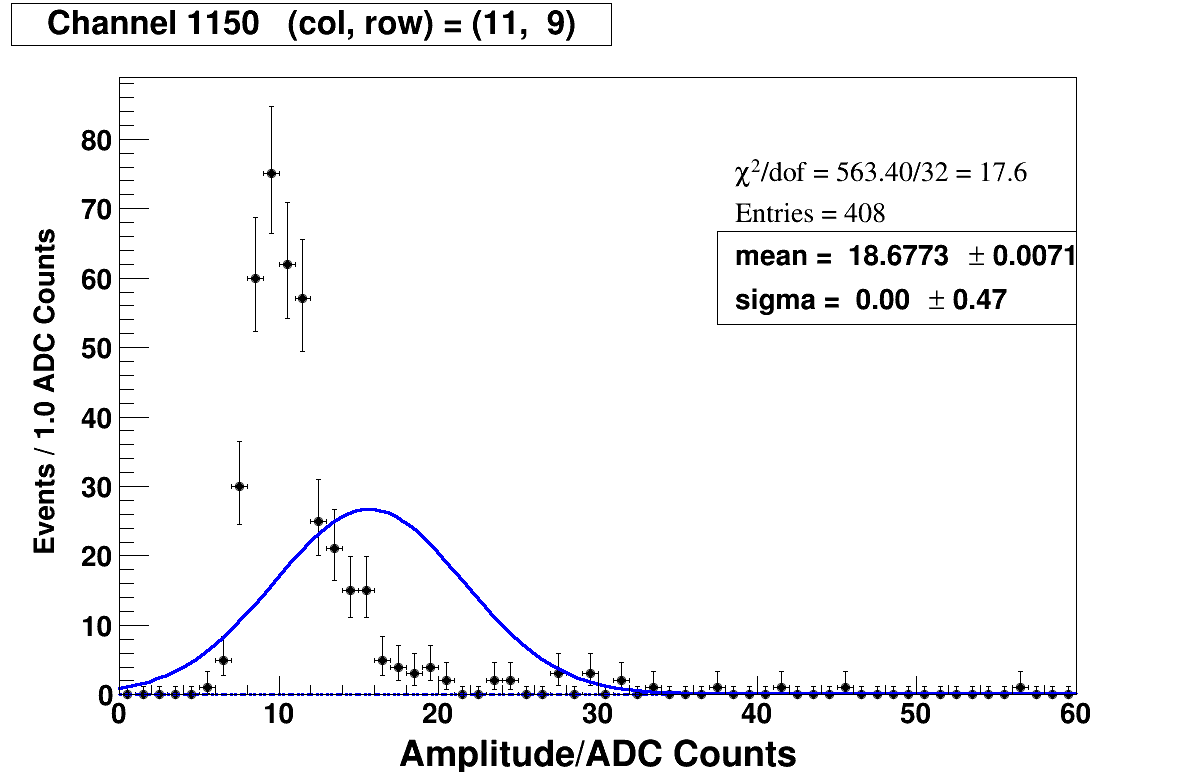 Channel 1150 (col, row) = (11, 9)
χ²/dof = 563.40/32 = 17.6
Entries = 408
mean = 18.6773 ± 0.0071
sigma = 0.00 ± 0.47
Events / 1.0 ADC Counts
80
70
60
50
40
30
20
10
0
0 10 20 30 40 50 60
Amplitude/ADC Counts